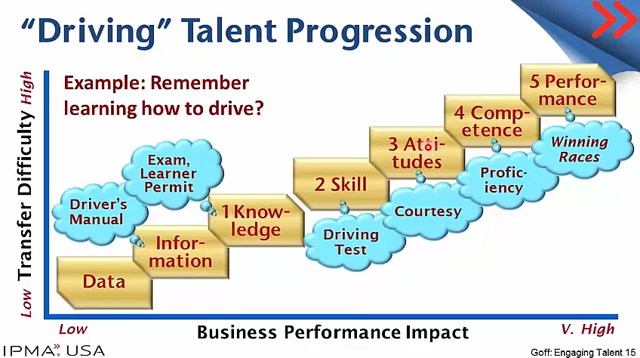 “Driving” Talent Progression
Example: Remember
learning how to drive?
High
Transfer Difficulty
Low
Data
Driver's
Manual
Infor-
mation
Exam,
Learner
Permit
1 Know-
ledge
2 Skill
Driving
Test
3 Atti-
tudes
Courtesy
4 Comp-
etence
Profic-
iency
5 Perfor-
mance
Winning
Races
Low
Business Performance Impact
V. High
IPMA USA
Goff: Engaging Talent 15